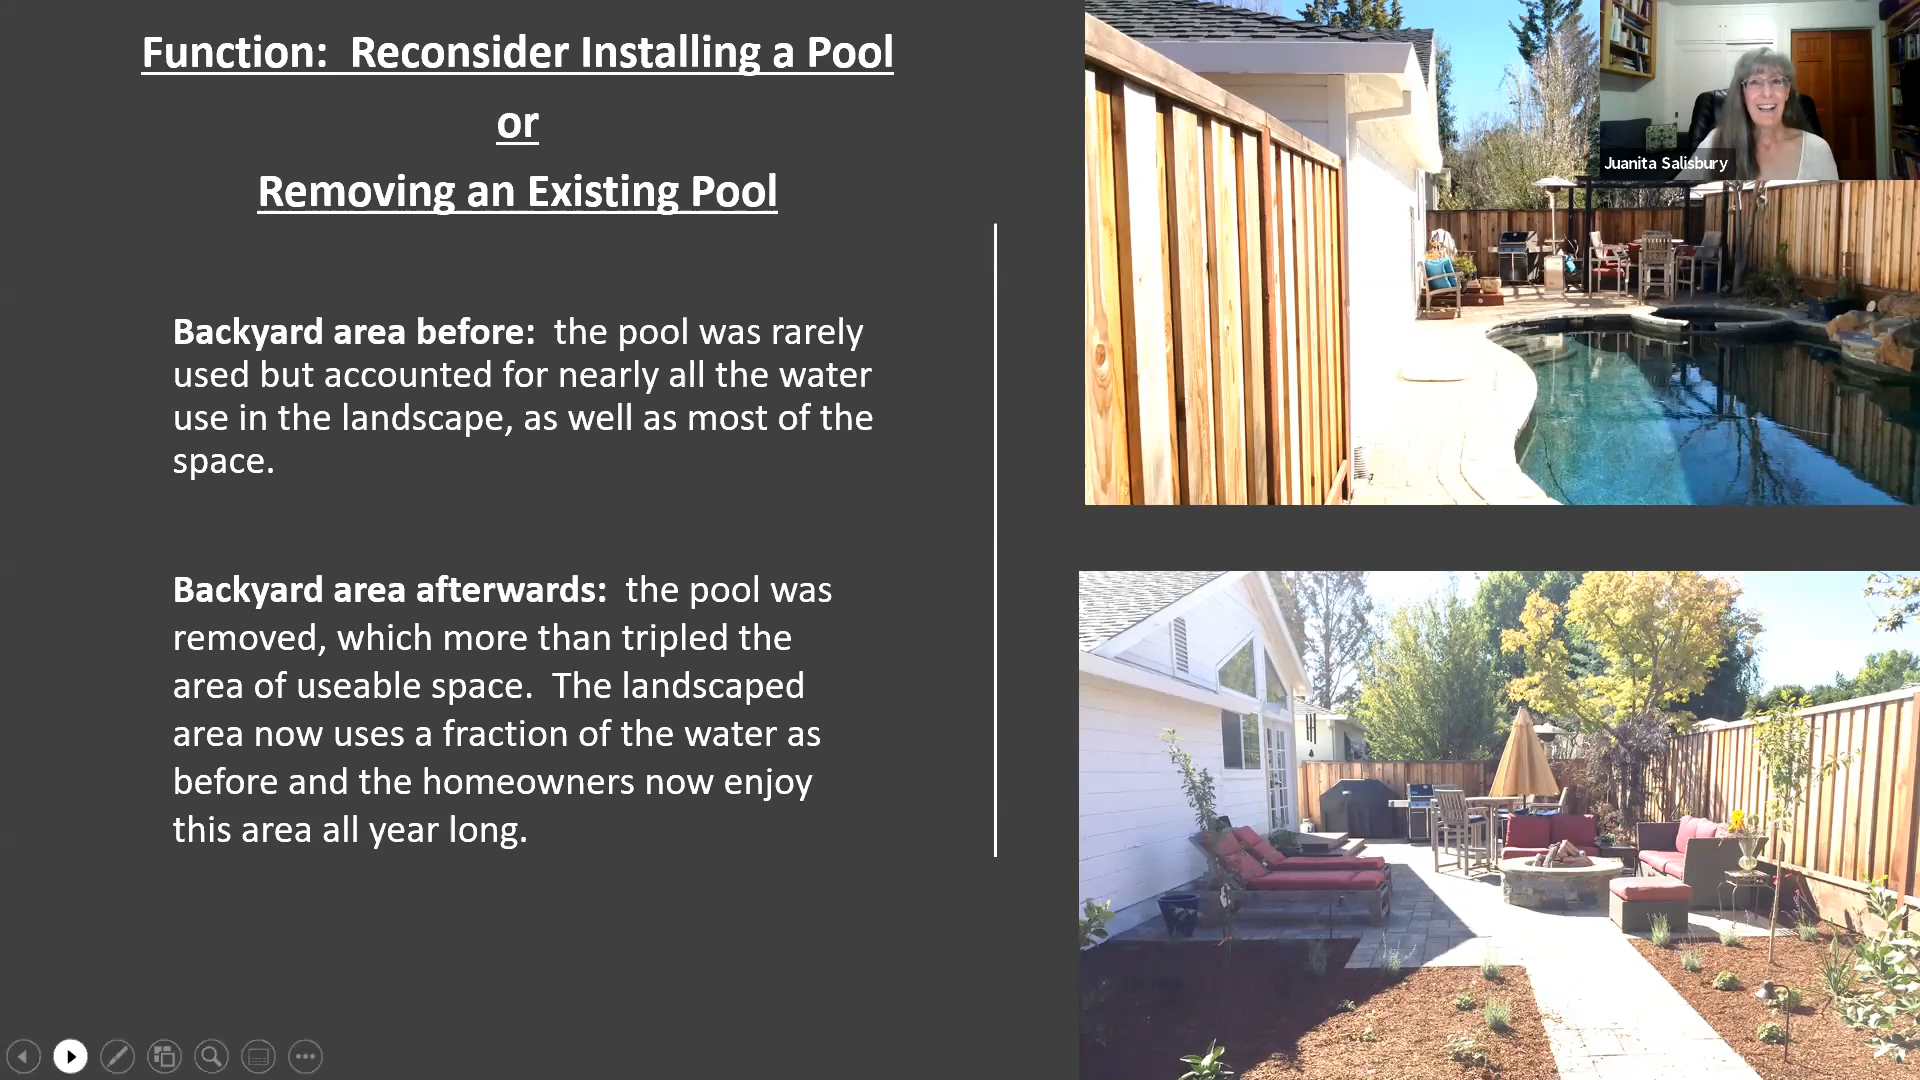 Function:  Reconsider Installing a Pool
or
Removing an Existing Pool
Juanita Salisbury
Backyard area before:  the pool was rarely
used but accounted for nearly all the water
use in the landscape, as well as most of the
space.
Backyard area afterwards:  the pool was
removed, which more than tripled the
area of useable space.  The landscaped
area now uses a fraction of the water as
before and the homeowners now enjoy
this area all year long.